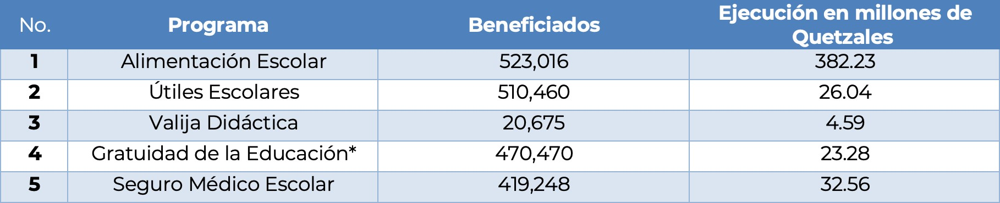 No. Programa Beneficiados Ejecución en millones de Quetzales
1 Alimentación Escolar 523,016 382.23
2 Útiles Escolares 510,460 26.04
3 Valija Didáctica 20,675 4.59
4 Gratuidad de la Educación* 470,470 23.28
5 Seguro Médico Escolar 419,248 32.56